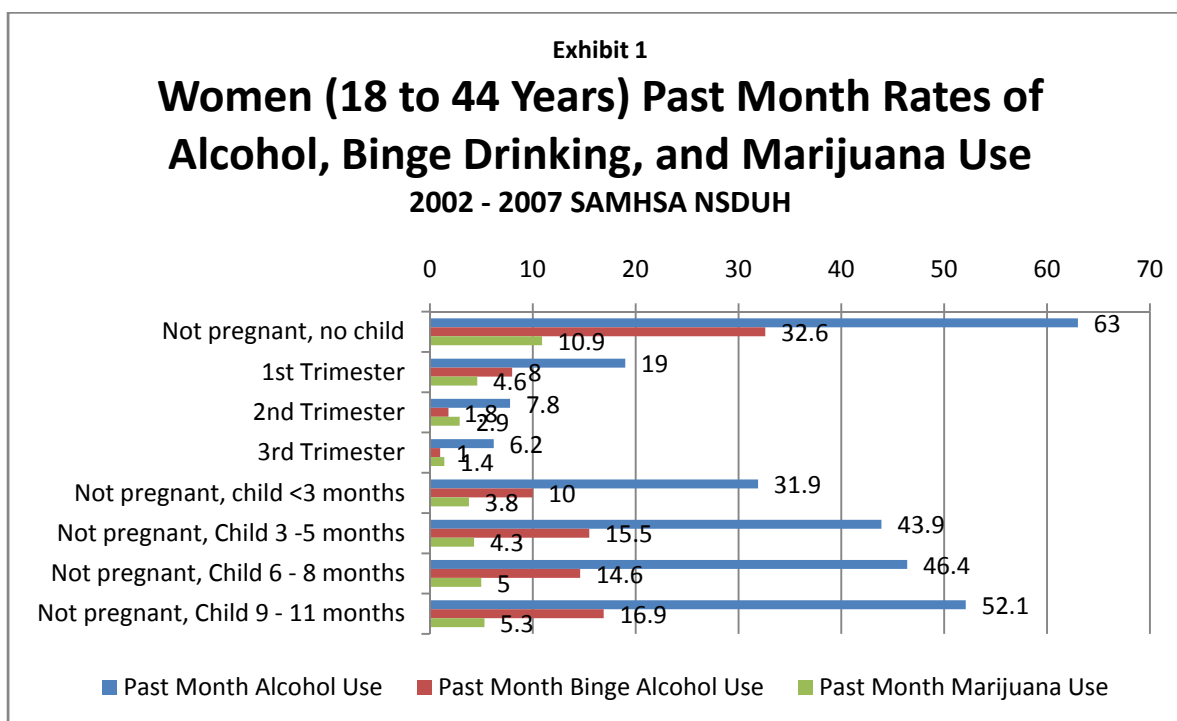 Exhibit 1
Women (18 to 44 Years) Past Month Rates of
Alcohol, Binge Drinking, and Marijuana Use
2002 - 2007 SAMHSA NSDUH
0 10 20 30 40 50 60 70
Not pregnant, no child 63
32.6
10.9
1st Trimester 19
8
4.6
2nd Trimester 7.8
1.8
2.9
3rd Trimester 6.2
1
1.4
Not pregnant, child <3 months 31.9
10
3.8
Not pregnant, Child 3 -5 months 43.9
15.5
4.3
Not pregnant, Child 6 - 8 months 46.4
14.6
5
Not pregnant, Child 9 - 11 months 52.1
16.9
5.3
Past Month Alcohol Use Past Month Binge Alcohol Use Past Month Marijuana Use